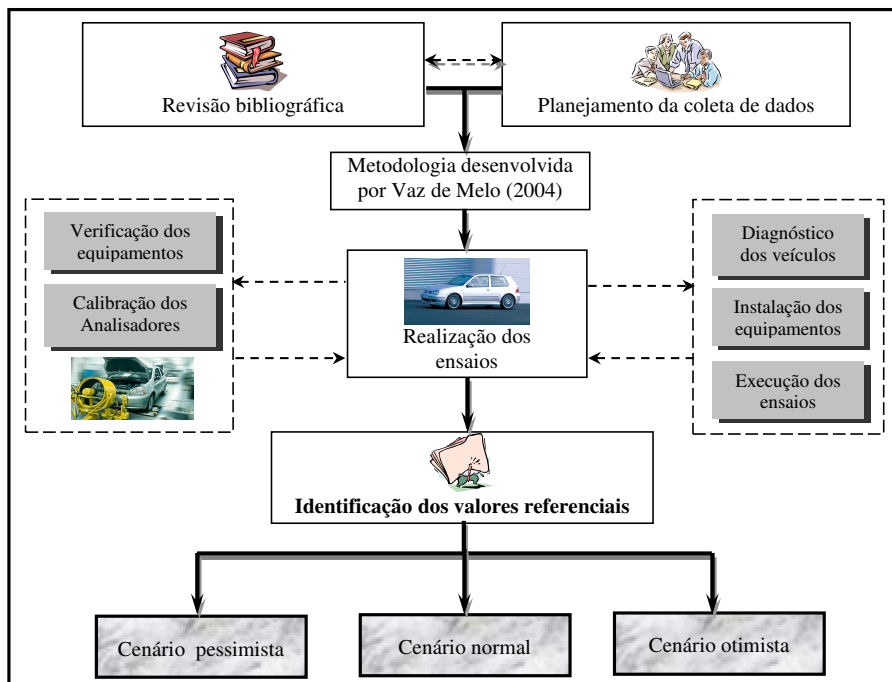 Revisão bibliográfica
Planejamento da coleta de dados
Metodologia desenvolvida
por Vaz de Melo (2004)
Verificação dos
equipamentos
Calibração dos
Analisadores
Realização dos
ensaios
Diagnóstico
dos veículos
Instalação dos
equipamentos
Execução dos
ensaios
Identificação dos valores referenciais
Cenário pessimista
Cenário normal
Cenário otimista